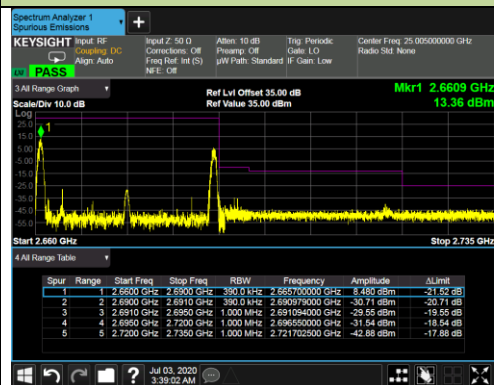 Spectrum Analyzer 1
Spurious Emissions
+
KEYSIGHT Input: RF Input Z: 50 Ω Atten: 10 dB Trig: Periodic Center Freq: 25.005000000 GHz
Coupling: DC Corrections: Off Preamp: Off Gate: LO Radio Std: None
Align: Auto Freq Ref: Int (S) µW Path: Standard IF Gain: Low
LXI PASS NFE: Off
3 All Range Graph Ref Lvl Offset 35.00 dB Mkr1 2.6609 GHz
Scale/Div 10.0 dB Ref Value 35.00 dBm 13.36 dBm
Log
25.0
15.0
5.00
-5.00
-15.0
-25.0
-35.0
-45.0
-55.0
1
Start 2.660 GHz Stop 2.735 GHz
4 All Range Table
Spur Range Start Freq Stop Freq RBW Frequency Amplitude ΔLimit
1 1 2.6600 GHz 2.6900 GHz 390.0 kHz 2.665700000 GHz 8.480 dBm -21.52 dB
2 2 2.6900 GHz 2.6910 GHz 390.0 kHz 2.690979000 GHz -30.71 dBm -20.71 dB
3 3 2.6910 GHz 2.6950 GHz 1.000 MHz 2.691094000 GHz -29.55 dBm -19.55 dB
4 4 2.6950 GHz 2.7200 GHz 1.000 MHz 2.696550000 GHz -31.54 dBm -18.54 dB
5 5 2.7200 GHz 2.7350 GHz 1.000 MHz 2.721702500 GHz -42.88 dBm -17.88 dB
? Jul 03, 2020
3:39:02 AM